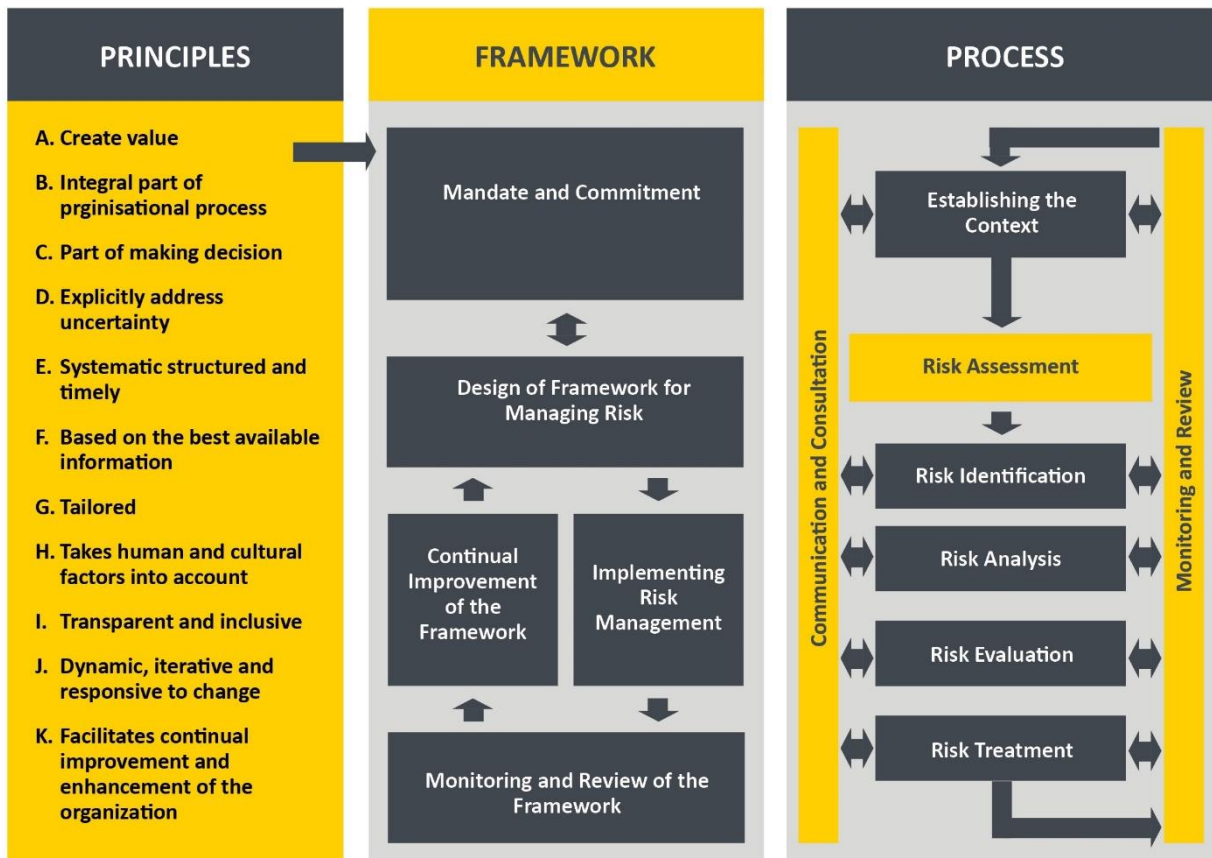 PRINCIPLES
A. Create value
B. Integral part of
prginisational process
C. Part of making decision
D. Explicitly address
uncertainty
E. Systematic structured and
timely
F. Based on the best available
information
G. Tailored
H. Takes human and cultural
factors into account
I. Transparent and inclusive
J. Dynamic, iterative and
responsive to change
K. Facilitates continual
improvement and
enhancement of the
organization
FRAMEWORK
Mandate and Commitment
Design of Framework for
Managing Risk
Continual
Improvement
of the
Framework
Implementing
Risk
Management
Monitoring and Review of the
Framework
PROCESS
Communication and Consultation
Establishing the
Context
Risk Assessment
Risk Identification
Risk Analysis
Risk Evaluation
Risk Treatment
Monitoring and Review